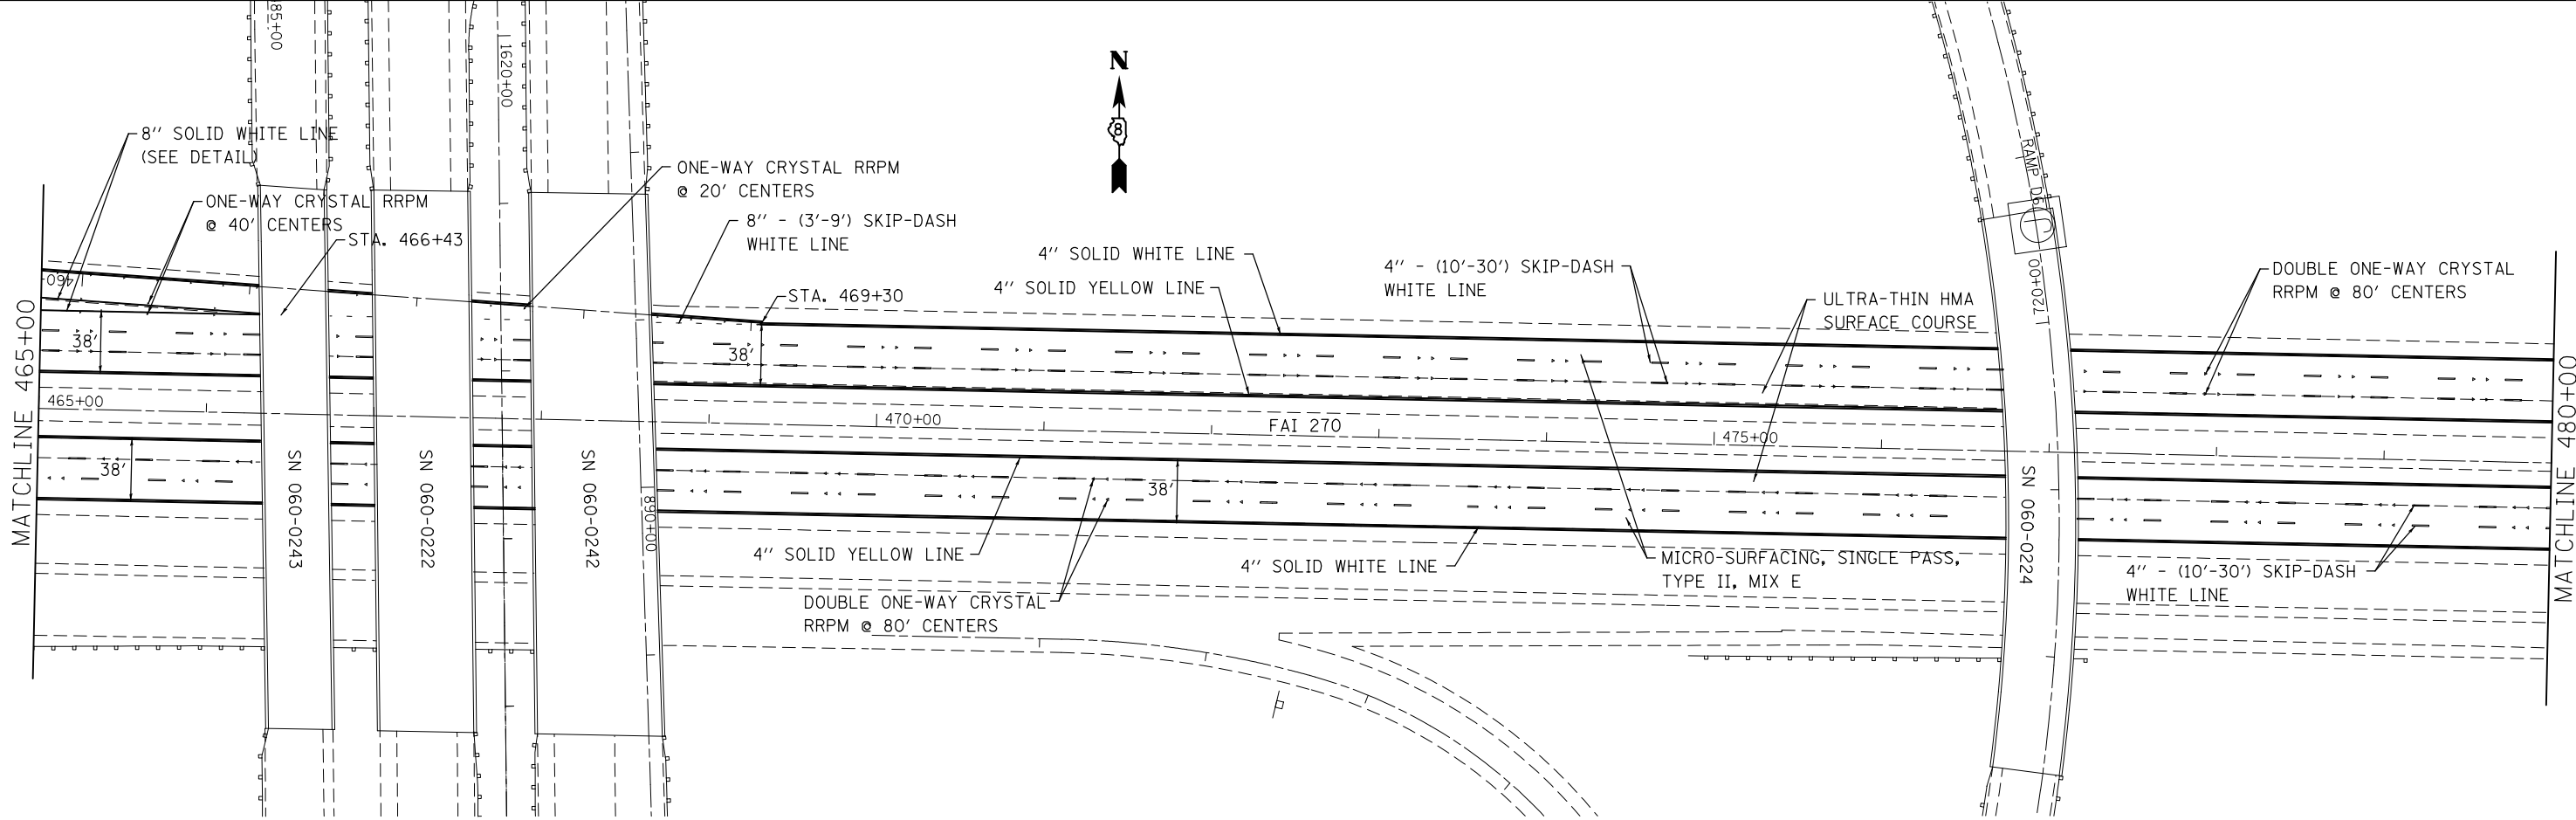 85+00
1620+00
N
8
8" SOLID WHITE LINE
(SEE DETAIL)
ONE-WAY CRYSTAL RRPM
@ 40' CENTERS
STA. 466+43
ONE-WAY CRYSTAL RRPM
@ 20' CENTERS
8" - (3'-9') SKIP-DASH
WHITE LINE
4" SOLID WHITE LINE
4" SOLID YELLOW LINE
STA. 469+30
4" - (10'-30') SKIP-DASH
WHITE LINE
ULTRA-THIN HMA
SURFACE COURSE
RAMP D6
1720+00
DOUBLE ONE-WAY CRYSTAL
RRPM @ 80' CENTERS
MATCHLINE 465+00
460+
38'
38'
465+00
470+00
FAI 270
475+00
MATCHLINE 480+00
38'
38'
SN 060-0243
SN 060-0222
SN 060-0242
890+00
SN 060-0224
4" SOLID YELLOW LINE
4" SOLID WHITE LINE
MICRO-SURFACING, SINGLE PASS,
TYPE II, MIX E
DOUBLE ONE-WAY CRYSTAL
RRPM @ 80' CENTERS
4" - (10'-30') SKIP-DASH
WHITE LINE